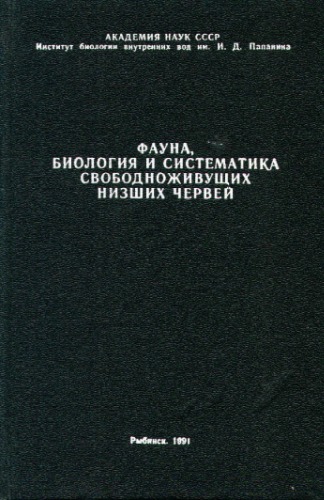 АКАДЕМИЯ НАУК СССР
Институт биологии внутренних вод им. И. Д. Папанина
ФАУНА,
БИОЛОГИЯ И СИСТЕМАТИКА
СВОБОДНОЖИВУЩИХ
НИЗШИХ ЧЕРВЕЙ
Рыбинск, 1991